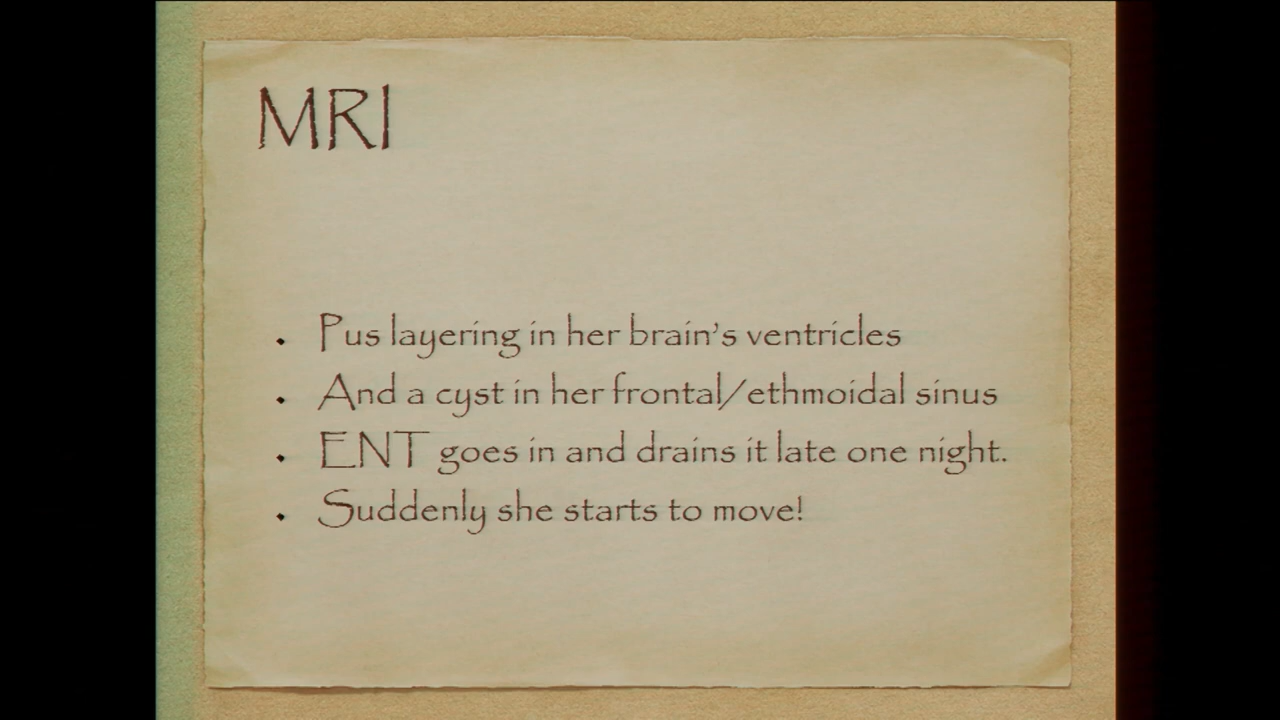 MRI
• Pus layering in her brain's ventricles
• And a cyst in her frontal/ethmoidal sinus
• ENT goes in and drains it late one night.
• Suddenly she starts to move!